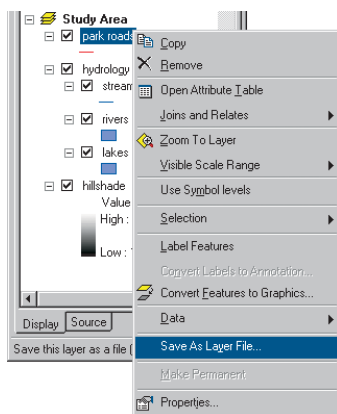 Study Area
park roads
hydrology
stream
rivers
lakes
hillshade
Value
High :
Low :
Display
Source
Save this layer as a file (
Copy
Remove
Open Attribute Table
Joins and Relates
Zoom To Layer
Visible Scale Range
Use Symbol levels
Selection
Label Features
Convert Labels to Annotation...
Convert Features to Graphics...
Data
Save As Layer File...
Make Permanent
Properties...